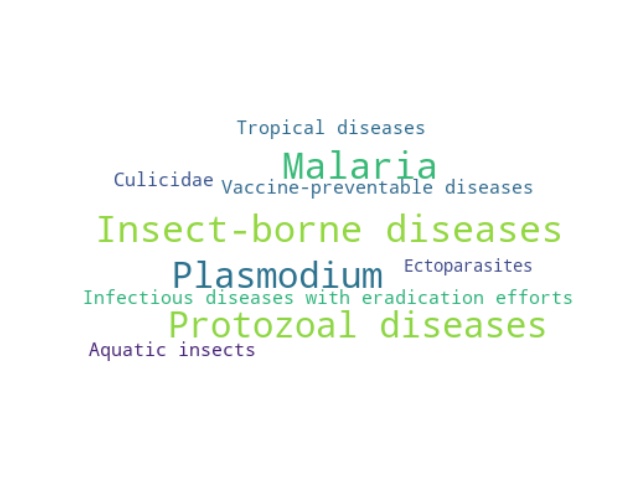 Tropical diseases
Malaria
Culicidae
Vaccine-preventable diseases
Insect-borne diseases
Ectoparasites
Plasmodium
Infectious diseases with eradication efforts
Protozoal diseases
Aquatic insects